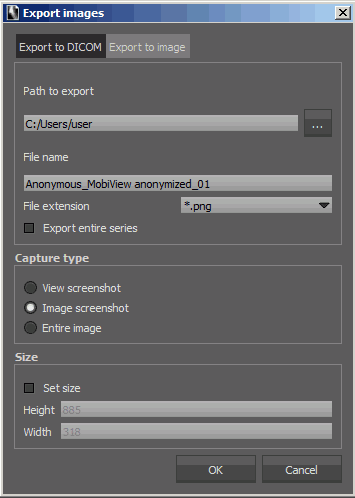 Export images
Export to DICOM Export to image
Path to export
C:/Users/user
...
File name
Anonymous_MobiView anonymized_01
File extension *.png
Export entire series
Capture type
View screenshot
Image screenshot
Entire image
Size
Set size
Height 885
Width 318
OK Cancel